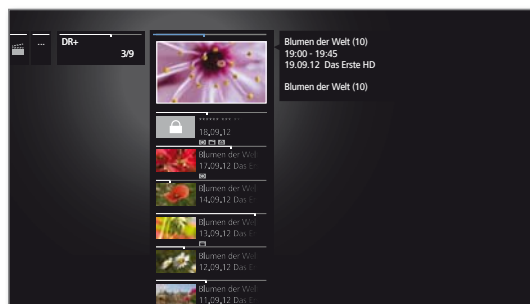 ...
DR+
3/9
Blumen der Welt (10)
19:00 - 19:45
19.09.12 Das Erste HD
Blumen der Welt (10)
****** *** **
18.09.12
Blumen der Wel
17.09.12 Das E
Blumen der Wel
14.09.12 Das E
Blumen der Wel
13.09.12 Das E
Blumen der Wel
12.09.12 Das E
Blumen der Wel
11.09.12 Das E